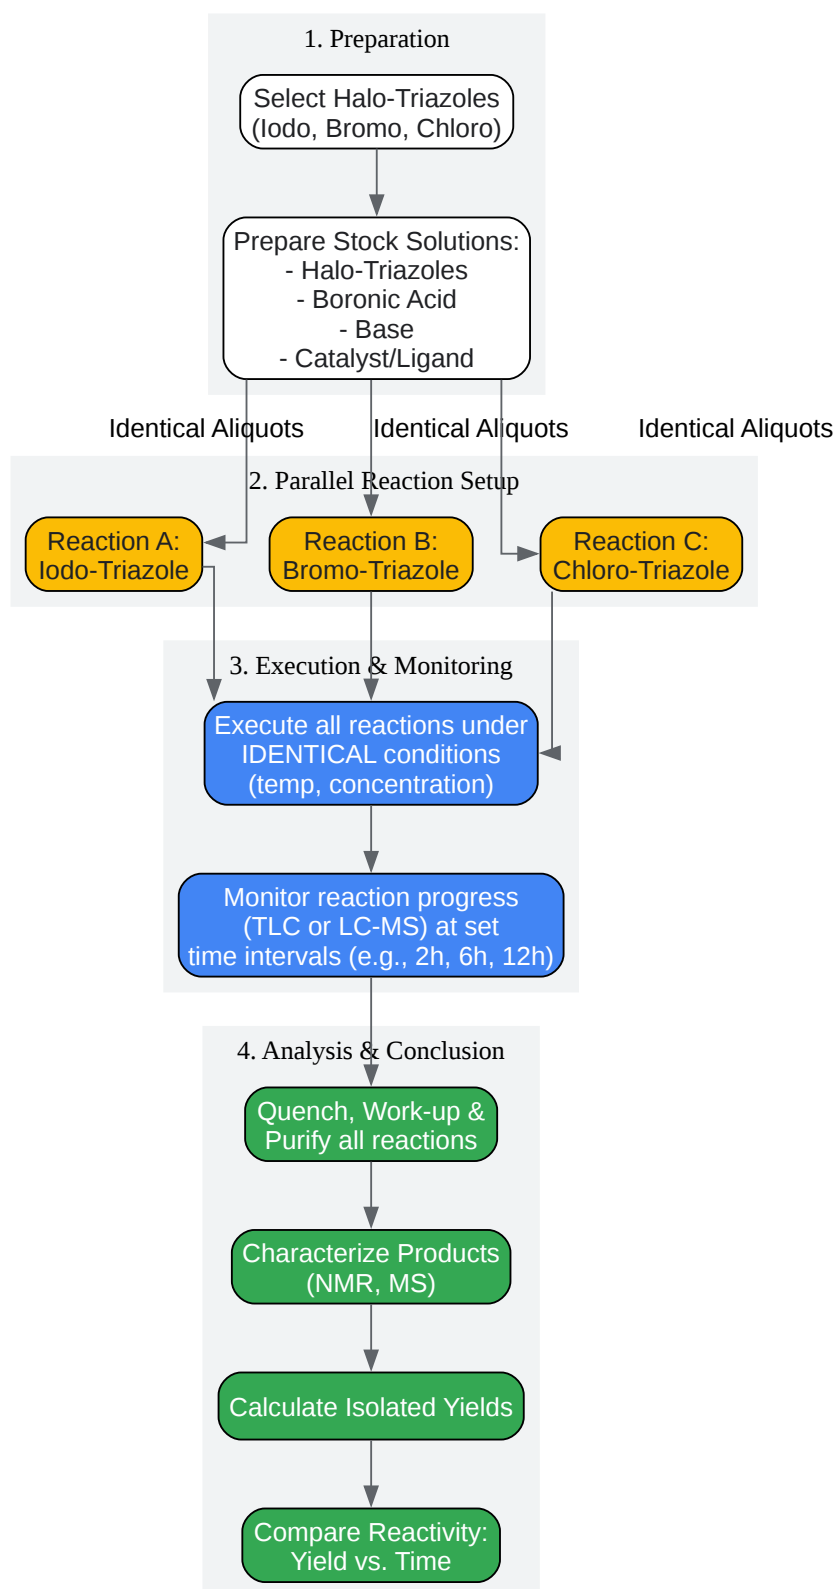 1. Preparation
Select Halo-Triazoles
(Iodo, Bromo, Chloro)
Prepare Stock Solutions:
- Halo-Triazoles
- Boronic Acid
- Base
- Catalyst/Ligand
Identical Aliquots
Identical Aliquots
Identical Aliquots
2. Parallel Reaction Setup
Reaction A:
Iodo-Triazole
Reaction B:
Bromo-Triazole
Reaction C:
Chloro-Triazole
3. Execution & Monitoring
Execute all reactions under
IDENTICAL conditions
(temp, concentration)
Monitor reaction progress
(TLC or LC-MS) at set
time intervals (e.g., 2h, 6h, 12h)
4. Analysis & Conclusion
Quench, Work-up &
Purify all reactions
Characterize Products
(NMR, MS)
Calculate Isolated Yields
Compare Reactivity:
Yield vs. Time